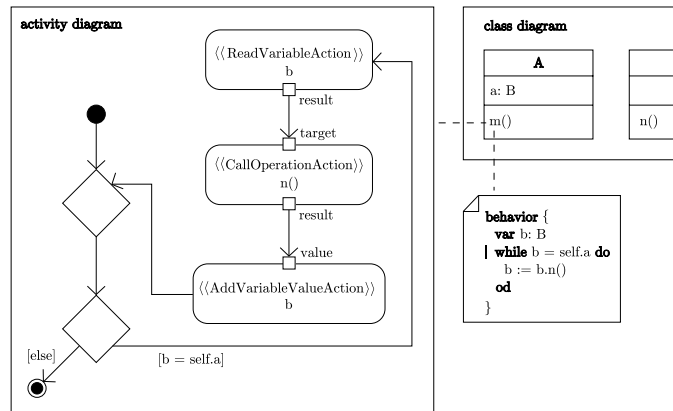 activity diagram
⟨⟨ReadVariableAction⟩⟩
b
result
target
⟨⟨CallOperationAction⟩⟩
n()
result
value
⟨⟨AddVariableValueAction⟩⟩
b
[else]
[b = self.a]
class diagram
A
a: B
m()
n()
behavior {
var b: B
while b = self.a do
b := b.n()
od
}